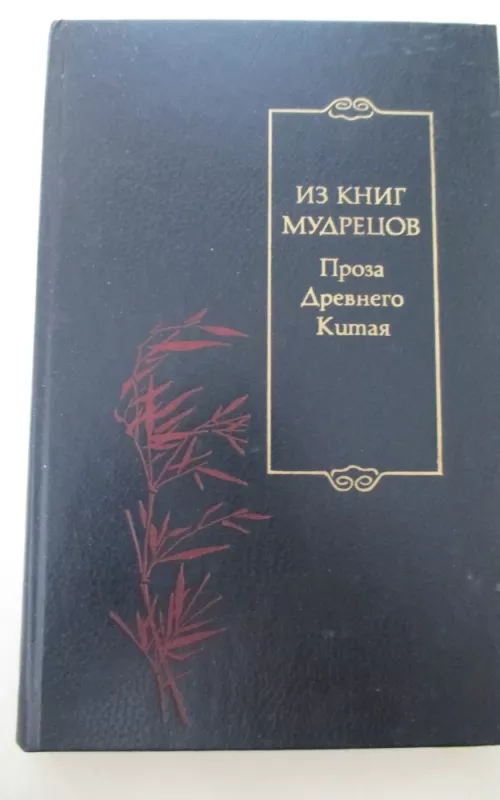 ИЗ КНИГ
МУДРЕЦОВ
Проза
Древнего
Китая